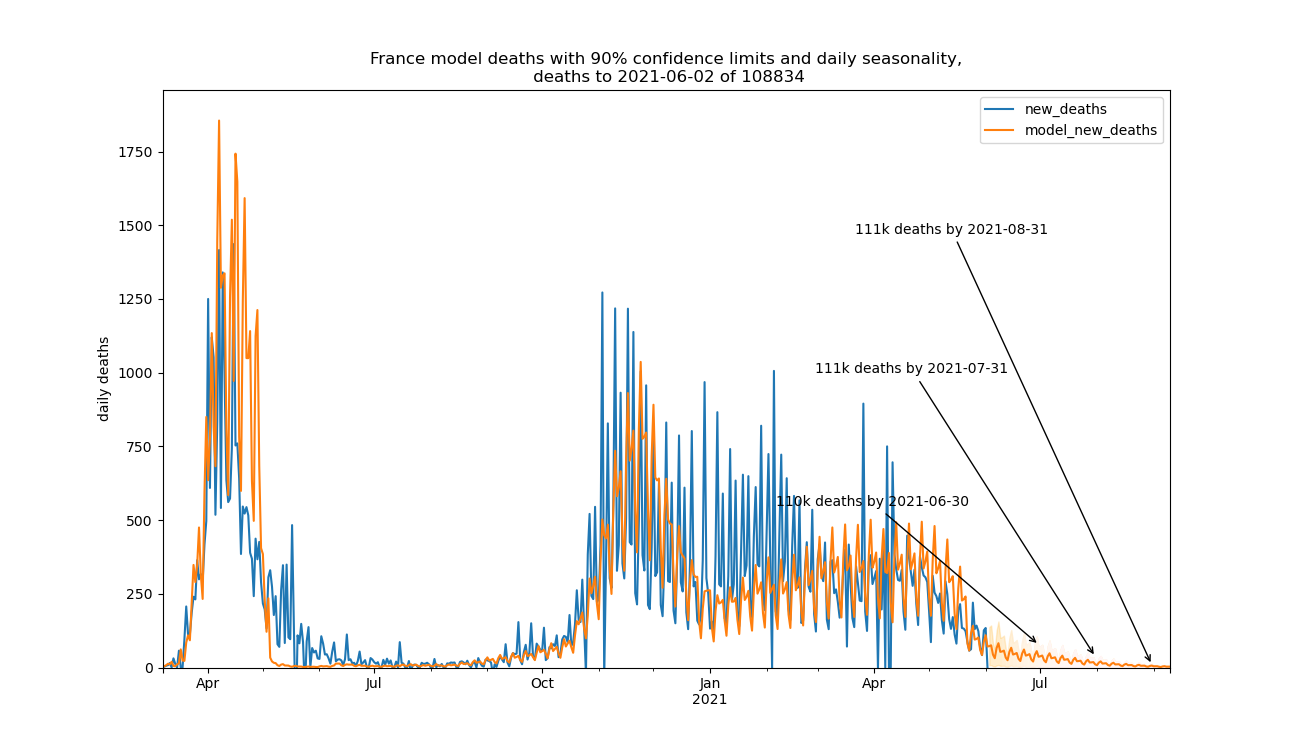 France model deaths with 90% confidence limits and daily seasonality,
deaths to 2021-06-02 of 108834
new_deaths
model_new_deaths
daily deaths
1750
1500
1250
1000
750
500
250
0
111k deaths by 2021-08-31
111k deaths by 2021-07-31
110k deaths by 2021-06-30
Apr
Jul
Oct
Jan
2021
Apr
Jul